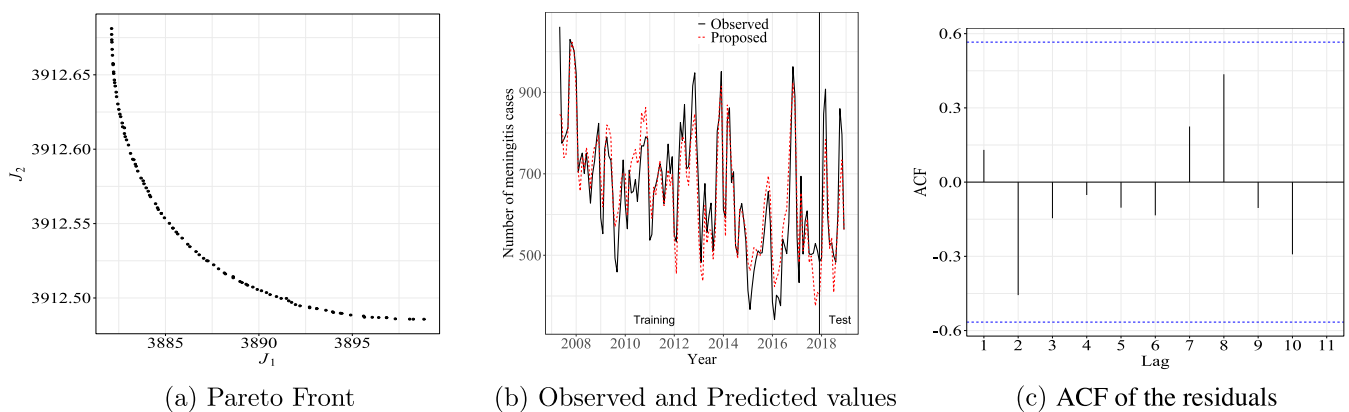 3912.65
3912.60
3912.55
3912.50
J2
3885 3890 3895
J1
(a) Pareto Front
Observed
Proposed
900
700
500
Number of meningitis cases
Training Test
2008 2010 2012 2014 2016 2018
Year
(b) Observed and Predicted values
0.6
0.3
0.0
-0.3
-0.6
ACF
1 2 3 4 5 6 7 8 9 10 11
Lag
(c) ACF of the residuals